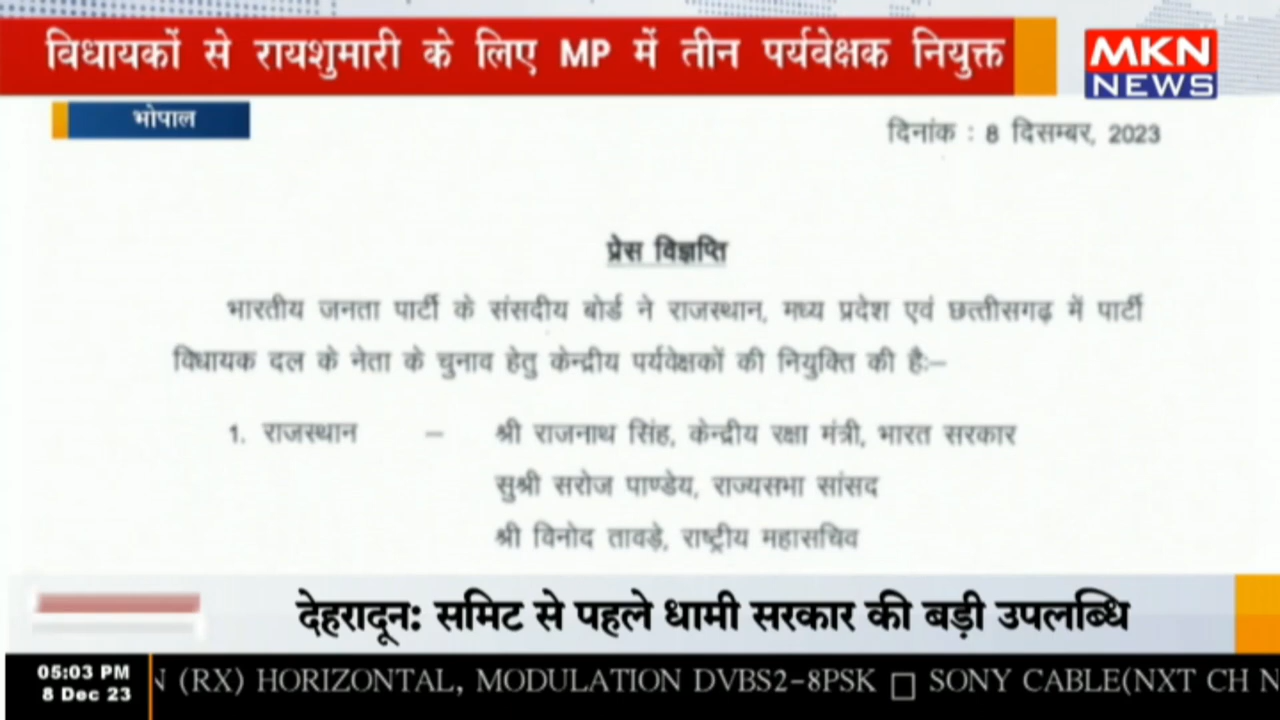 विधायकों से रायशुमारी के लिए MP में तीन पर्यवेक्षक नियुक्त
MKN
NEWS
भोपाल
दिनांक : 8 दिसम्बर, 2023
प्रेस विज्ञप्ति
भारतीय जनता पार्टी के संसदीय बोर्ड ने राजस्थान, मध्य प्रदेश एवं छत्तीसगढ़ में पार्टी
विधायक दल के नेता के चुनाव हेतु केन्द्रीय पर्यवेक्षकों की नियुक्ति की हैः–
1. राजस्थान – श्री राजनाथ सिंह, केन्द्रीय रक्षा मंत्री, भारत सरकार
सुश्री सरोज पाण्डेय, राज्यसभा सांसद
श्री विनोद तावड़े, राष्ट्रीय महासचिव
देहरादून: समिट से पहले धामी सरकार की बड़ी उपलब्धि
05:03 PM
8 Dec 23
N (RX) HORIZONTAL, MODULATION DVBS2-8PSK □ SONY CABLE(NXT CH N